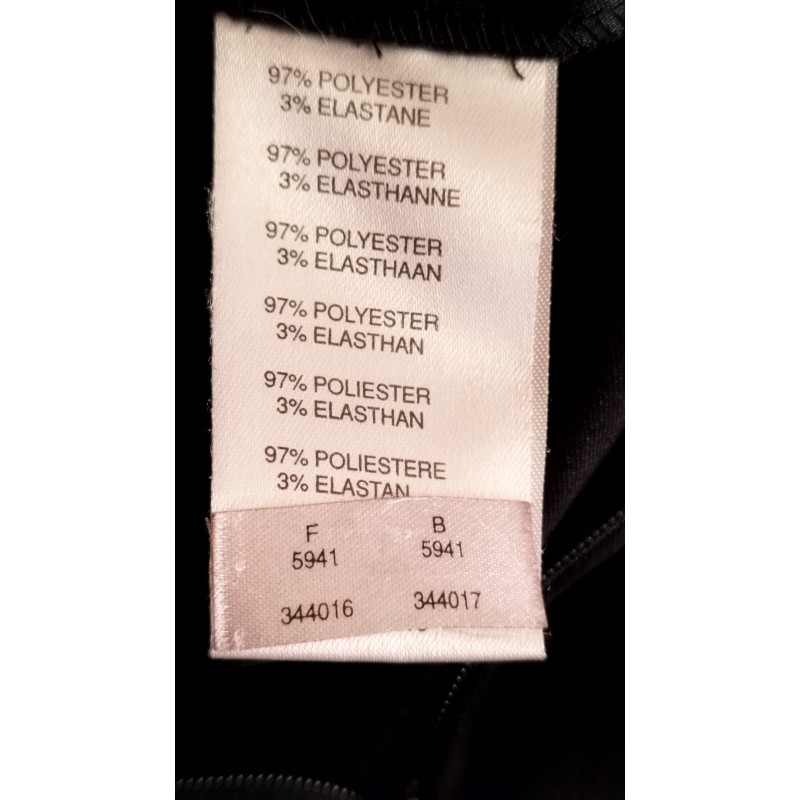 97% POLYESTER
3% ELASTANE
97% POLYESTER
3% ELASTHANNE
97% POLYESTER
3% ELASTHAAN
97% POLYESTER
3% ELASTHAN
97% POLIESTER
3% ELASTHAN
97% POLIESTERE
3% ELASTAN
F B
5941 5941
344016 344017